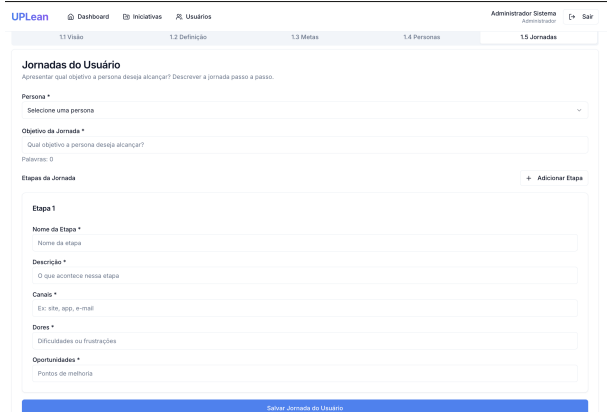 UPLean Dashboard Iniciativas Usuários Administrador Sistema Sair
Administrador
1.1 Visão 1.2 Definição 1.3 Metas 1.4 Personas 1.5 Jornadas
Jornadas do Usuário
Apresentar qual objetivo a persona deseja alcançar? Descrever a jornada passo a passo.
Persona *
Selecione uma persona
Objetivo da Jornada *
Qual objetivo a persona deseja alcançar?
Palavras: 0
Etapas da Jornada + Adicionar Etapa
Etapa 1
Nome da Etapa *
Nome da etapa
Descrição *
O que acontece nessa etapa
Canais *
Ex: site, app, e-mail
Dores *
Dificuldades ou frustrações
Oportunidades *
Pontos de melhoria
Salvar Jornada do Usuário